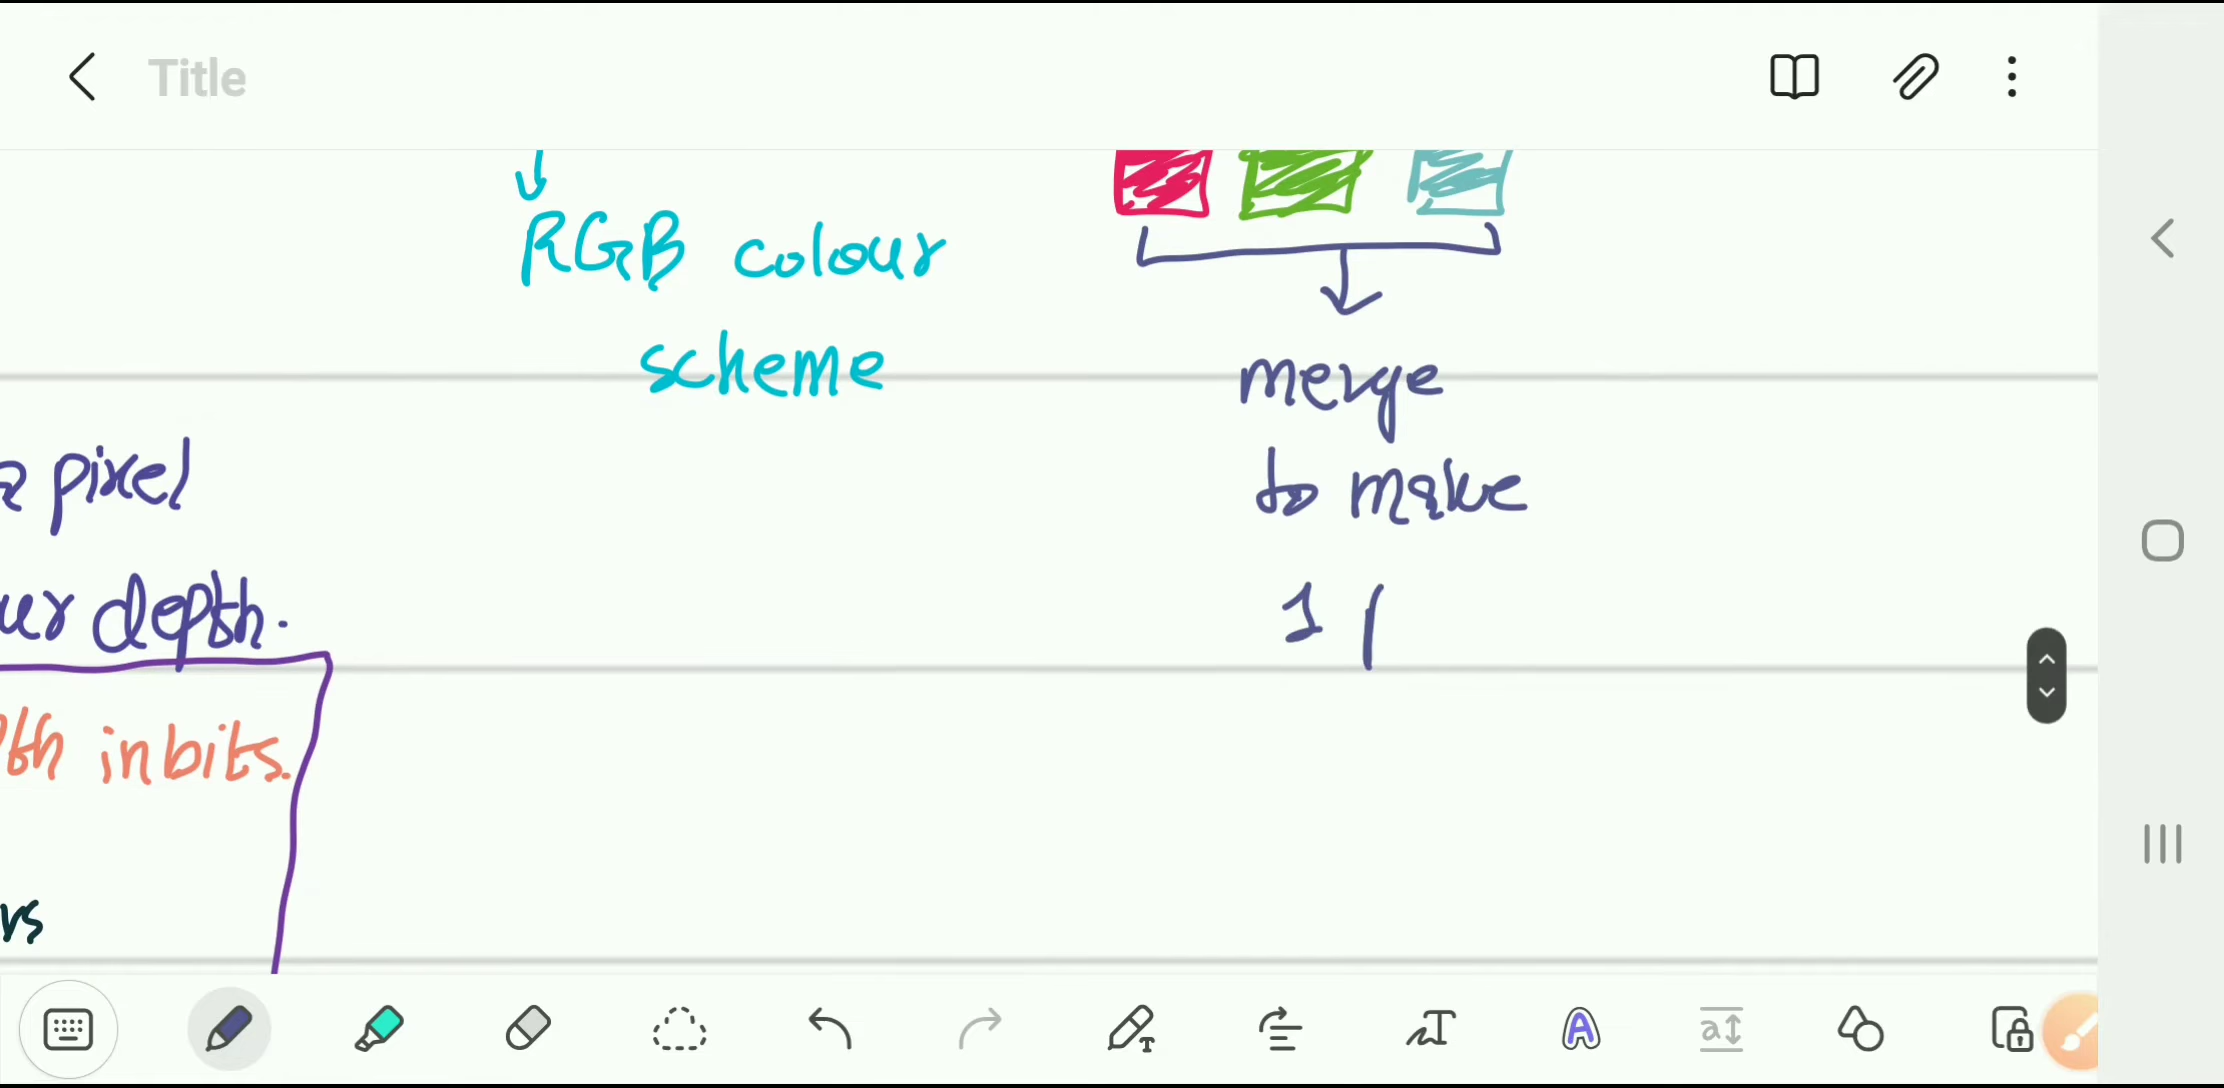 Title
RGB colour
scheme
merge
to make
1 p
pixel
depth.
in bits.